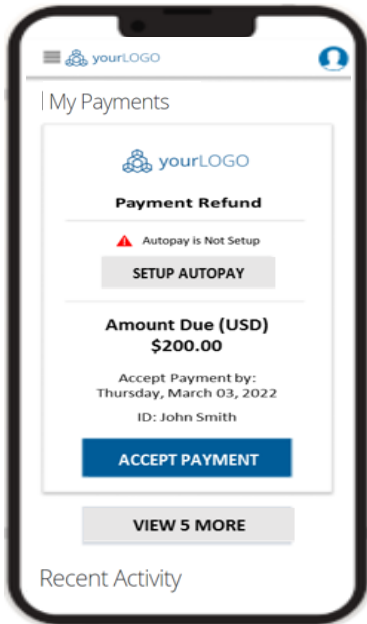 yourLOGO
My Payments
yourLOGO
Payment Refund
Autopay is Not Setup
SETUP AUTOPAY
Amount Due (USD)
$200.00
Accept Payment by:
Thursday, March 03, 2022
ID: John Smith
ACCEPT PAYMENT
VIEW 5 MORE
Recent Activity